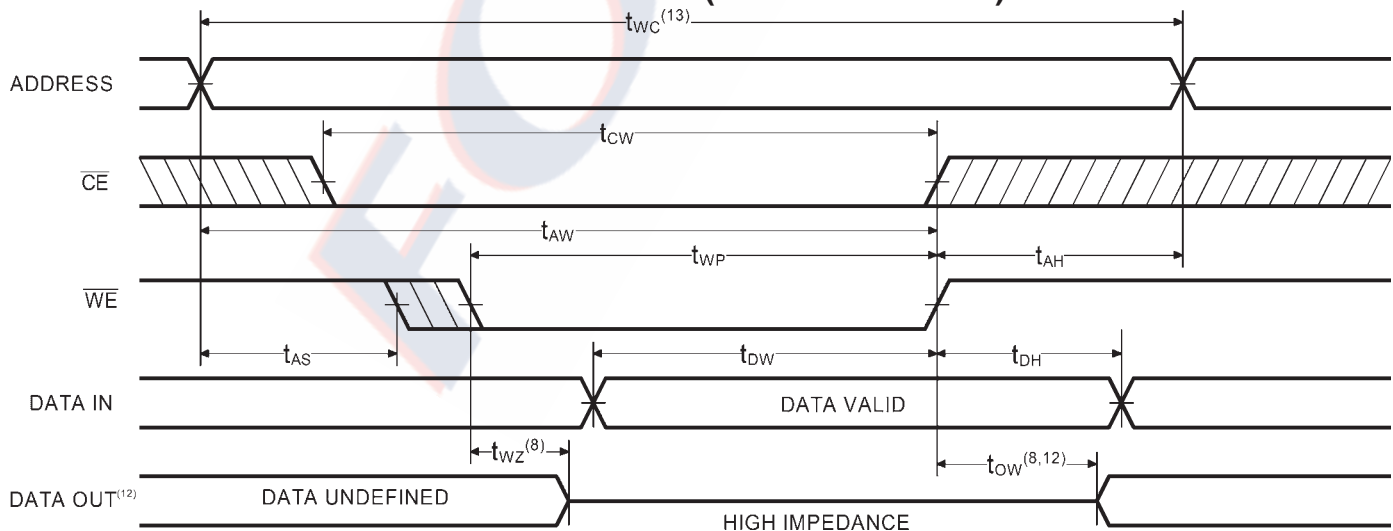 tWC(13)
ADDRESS
tCW
CE
tAW
tWP
tAH
WE
tAS
tDW
tDH
DATA IN
DATA VALID
tWZ(8)
tOW(8,12)
DATA OUT(12)
DATA UNDEFINED
HIGH IMPEDANCE